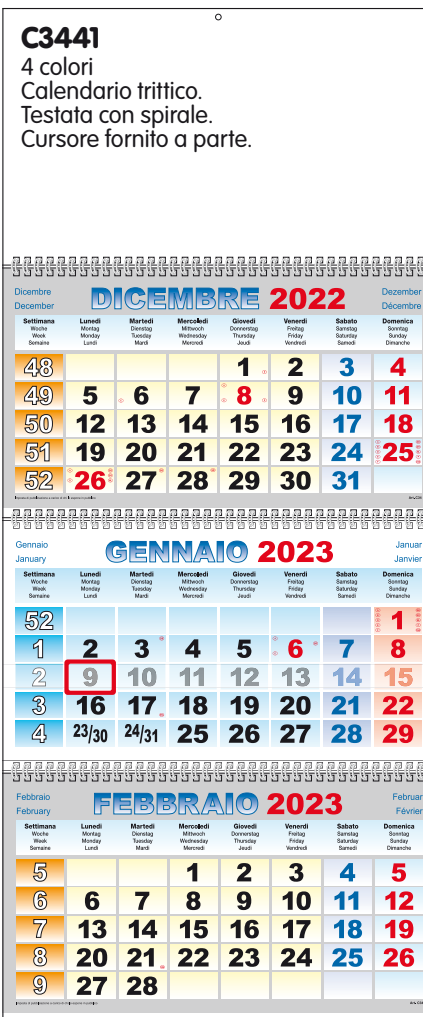 C3441
4 colori
Calendario trittico.
Testata con spirale.
Cursore fornito a parte.
Dicembre DICEMBRE 2022 Dezember
December Décembre
Settimana Lunedì Martedì Mercoledì Giovedì Venerdì Sabato Domenica
Woche Montag Dienstag Mittwoch Donnerstag Freitag Samstag Sonntag
Week Monday Tuesday Wednesday Thursday Friday Saturday Sunday
Semaine Lundi Mardi Mercredi Jeudi Vendredi Samedi Dimanche
48 1 2 3 4
49 5 6 7 8 9 10 11
50 12 13 14 15 16 17 18
51 19 20 21 22 23 24 25
52 26 27 28 29 30 31
Gennaio GENNAIO 2023 Januar
January Janvier
Settimana Lunedì Martedì Mercoledì Giovedì Venerdì Sabato Domenica
Woche Montag Dienstag Mittwoch Donnerstag Freitag Samstag Sonntag
Week Monday Tuesday Wednesday Thursday Friday Saturday Sunday
Semaine Lundi Mardi Mercredi Jeudi Vendredi Samedi Dimanche
52 1
1 2 3 4 5 6 7 8
2 9 10 11 12 13 14 15
3 16 17 18 19 20 21 22
4 23/30 24/31 25 26 27 28 29
Febbraio FEBBRAIO 2023 Februar
February Février
Settimana Lunedì Martedì Mercoledì Giovedì Venerdì Sabato Domenica
Woche Montag Dienstag Mittwoch Donnerstag Freitag Samstag Sonntag
Week Monday Tuesday Wednesday Thursday Friday Saturday Sunday
Semaine Lundi Mardi Mercredi Jeudi Vendredi Samedi Dimanche
5 1 2 3 4 5
6 6 7 8 9 10 11 12
7 13 14 15 16 17 18 19
8 20 21 22 23 24 25 26
9 27 28